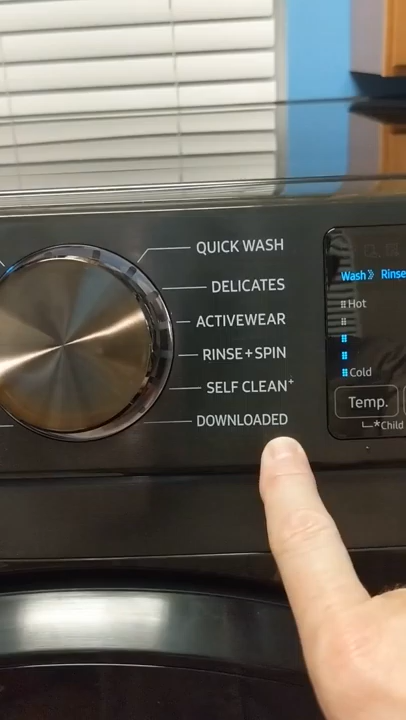 QUICK WASH
DELICATES
ACTIVEWEAR
RINSE+SPIN
SELF CLEAN+
DOWNLOADED
Wash》 Rinse
Hot
Cold
Temp.
*Child